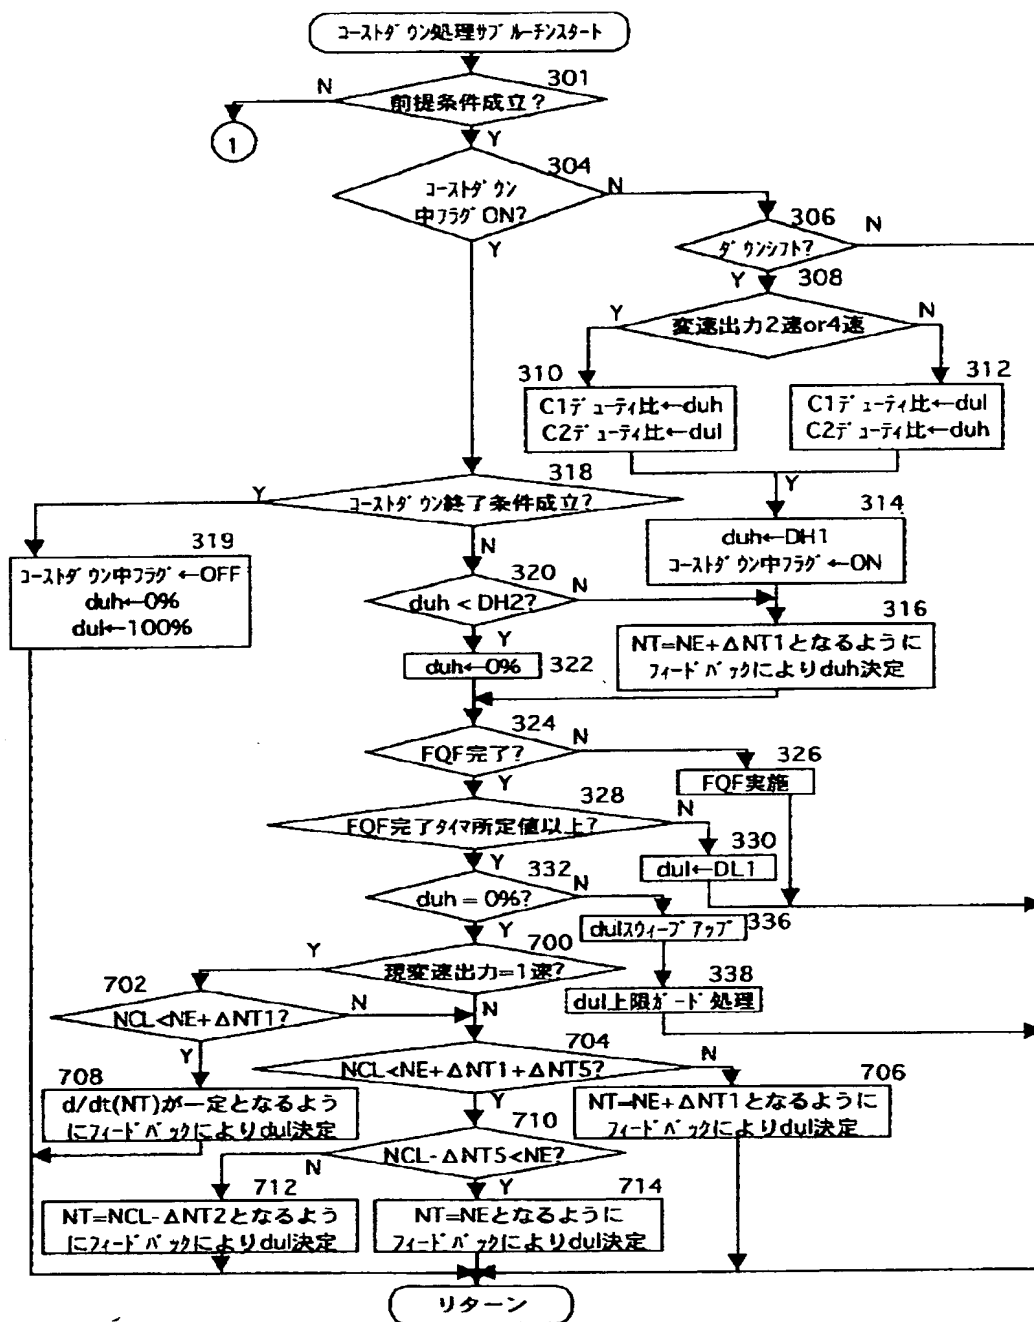 コーストダウン処理サブルーチンスタート
301
N
前提条件成立？
1
Y
304
コーストダウン
中フラグON?
N
306
N
Y
ダウンシフト?
Y
308
Y
N
変速出力2速or4速
310
312
C1デューティ比←duh
C2デューティ比←dul
C1デューティ比←dul
C2デューティ比←duh
318
Y
Y
コーストダウン終了条件成立?
314
319
N
duh←DH1
コーストダウン中フラグ←ON
コーストダウン中フラグ←OFF
duh←0%
dul←100%
320
N
duh < DH2?
316
Y
NT=NE+ΔNT1となるように
フィードバックによりduh決定
duh←0%
322
324
N
FQF完了?
326
Y
FQF実施
328
N
FQF完了タイマ所定値以上?
330
Y
332
dul←DL1
N
duh = 0%?
dulスウィープアップ
336
Y
700
Y
現変速出力=1速?
702
338
N
N
dul上限ガード処理
NCL<NE+ΔNT1?
704
Y
N
NCL<NE+ΔNT1+ΔNT5?
708
706
Y
d/dt(NT)が一定となるよう
にフィードバックによりdul決定
710
NT=NE+ΔNT1となるように
フィードバックによりdul決定
NCL-ΔNT5<NE?
N
712
Y
714
NT=NCL-ΔNT2となるよう
にフィードバックによりdul決定
NT=NEとなるように
フィードバックによりdul決定
リターン